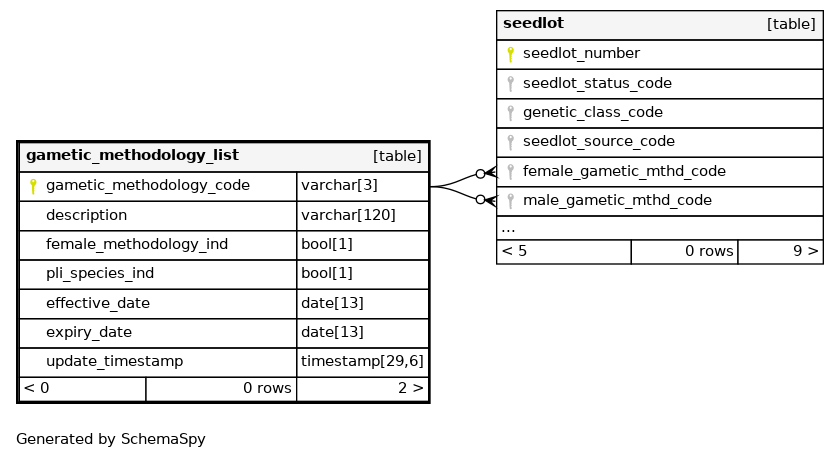 seedlot [table]
seedlot_number
seedlot_status_code
genetic_class_code
seedlot_source_code
female_gametic_mthd_code
male_gametic_mthd_code
...
< 5 0 rows 9 >
gametic_methodology_list [table]
gametic_methodology_code varchar[3]
description varchar[120]
female_methodology_ind bool[1]
pli_species_ind bool[1]
effective_date date[13]
expiry_date date[13]
update_timestamp timestamp[29,6]
< 0 0 rows 2 >
Generated by SchemaSpy